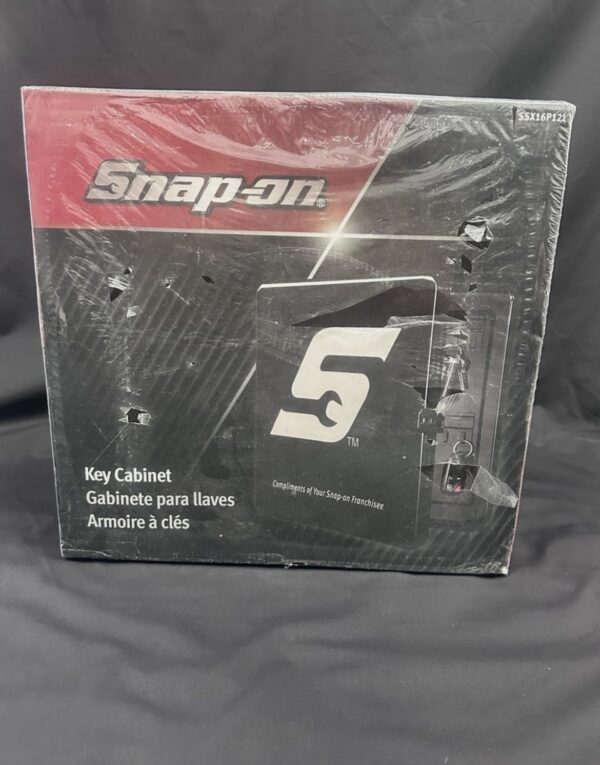 SSX16P121
Snap-on®
S
TM
Compliments of Your Snap-on Franchisee
Key Cabinet
Gabinete para llaves
Armoire à clés